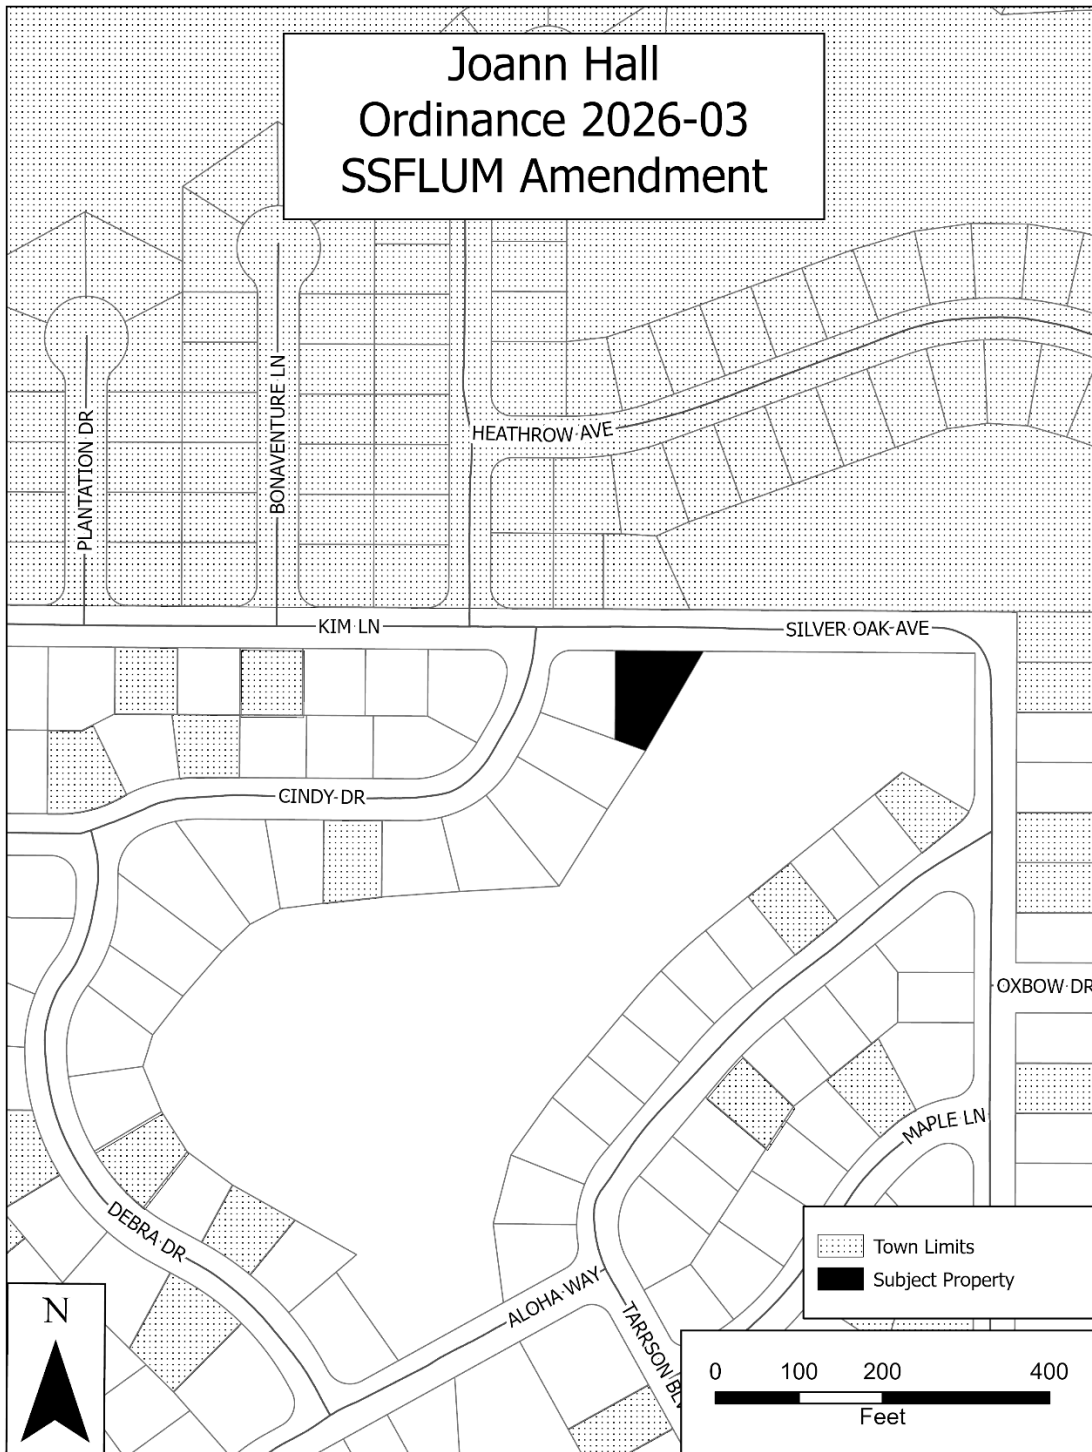 Joann Hall
Ordinance 2026-03
SSFLUM Amendment
PLANTATION DR
BONAVENTURE LN
HEATHROW AVE
KIM LN
SILVER OAK AVE
CINDY DR
OXBOW DR
MAPLE LN
DEBRA DR
ALOHA WAY
TARRSON BLV
Town Limits
Subject Property
N
0 100 200 400
Feet